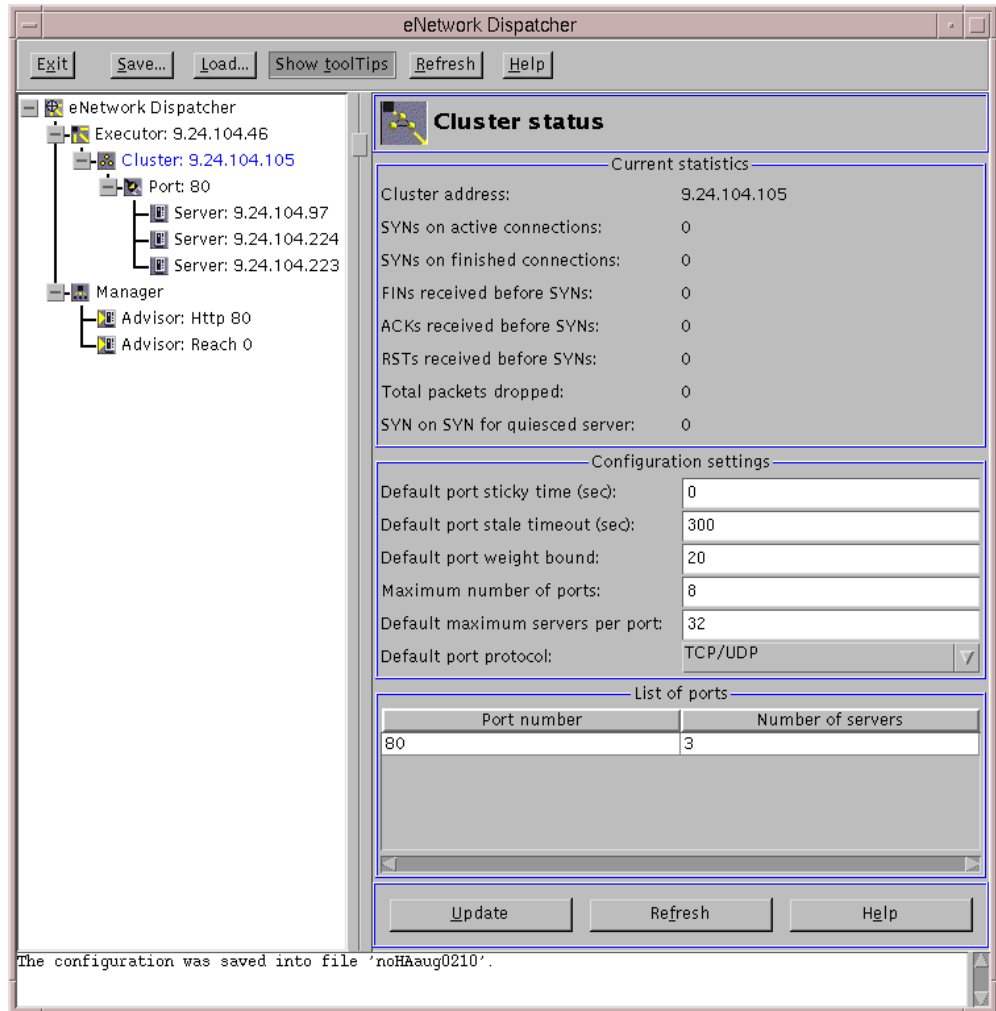 eNetwork Dispatcher
Exit Save... Load... Show toolTips Refresh Help
eNetwork Dispatcher
Executor: 9.24.104.46
Cluster: 9.24.104.105
Port: 80
Server: 9.24.104.97
Server: 9.24.104.224
Server: 9.24.104.223
Manager
Advisor: Http 80
Advisor: Reach 0
Cluster status
Current statistics
Cluster address: 9.24.104.105
SYNs on active connections: 0
SYNs on finished connections: 0
FINs received before SYNs: 0
ACKs received before SYNs: 0
RSTs received before SYNs: 0
Total packets dropped: 0
SYN on SYN for quiesced server: 0
Configuration settings
Default port sticky time (sec): 0
Default port stale timeout (sec): 300
Default port weight bound: 20
Maximum number of ports: 8
Default maximum servers per port: 32
Default port protocol: TCP/UDP
List of ports
Port number Number of servers
80 3
Update Refresh Help
The configuration was saved into file 'noHAaug0210'.